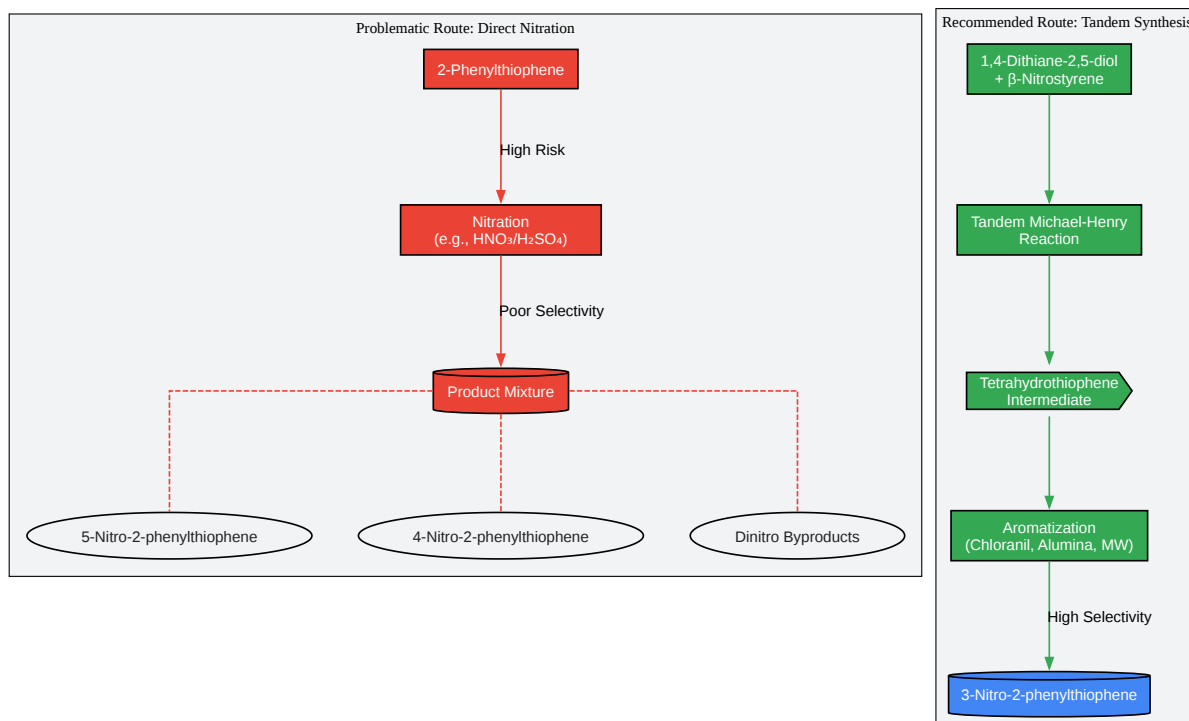 Problematic Route: Direct Nitration
2-Phenylthiophene
High Risk
Nitration
(e.g., HNO₃/H₂SO₄)
Poor Selectivity
Product Mixture
5-Nitro-2-phenylthiophene
4-Nitro-2-phenylthiophene
Dinitro Byproducts
Recommended Route: Tandem Synthesis
1,4-Dithiane-2,5-diol
+ β-Nitrostyrene
Tandem Michael-Henry
Reaction
Tetrahydrothiophene
Intermediate
Aromatization
(Chloranil, Alumina, MW)
High Selectivity
3-Nitro-2-phenylthiophene